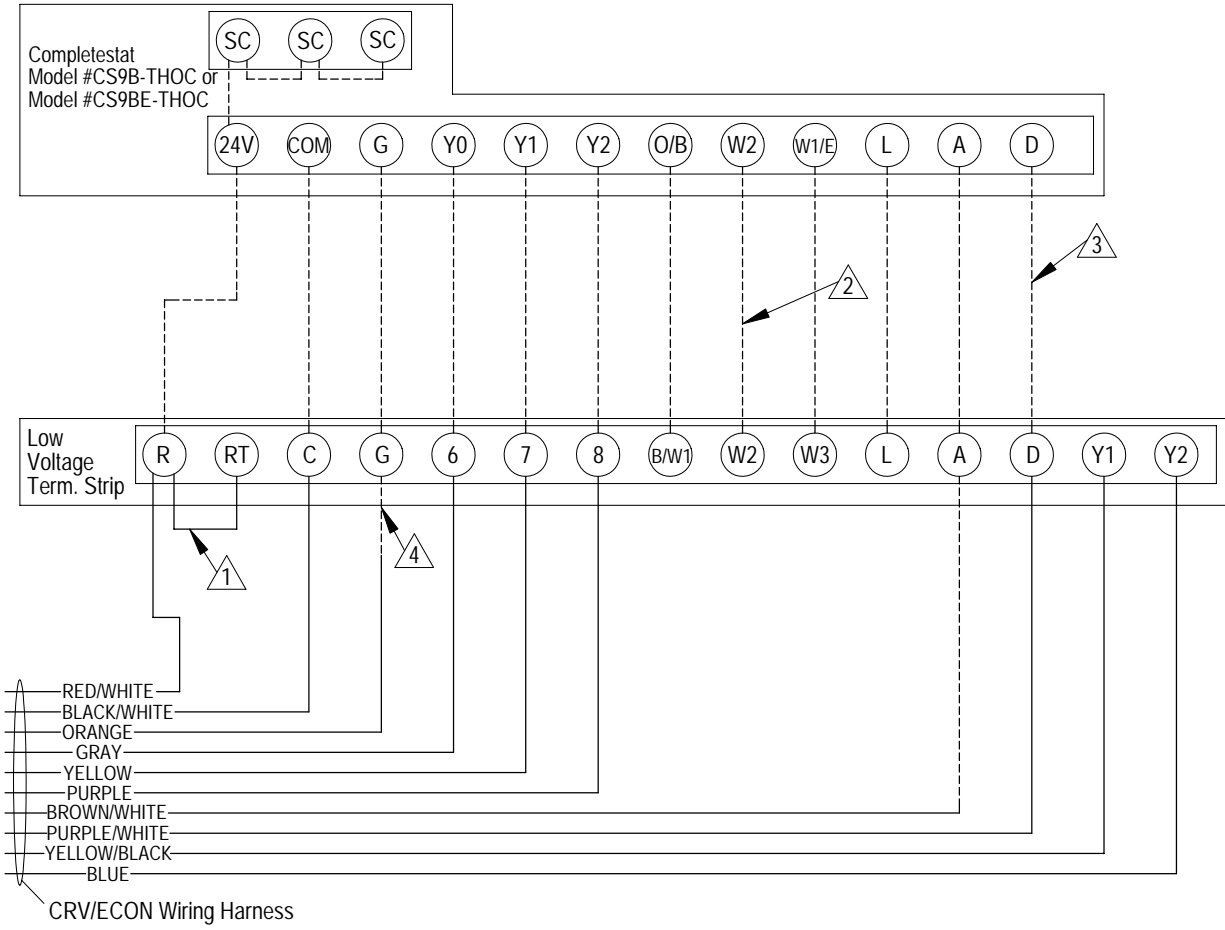 SC SC SC
Completestat
Model #CS9B-THOC or
Model #CS9BE-THOC
24V COM G Y0 Y1 Y2 O/B W2 W1/E L A D
3
2
Low
Voltage
Term. Strip
R RT C G 6 7 8 B/W1 W2 W3 L A D Y1 Y2
1
4
RED/WHITE
BLACK/WHITE
ORANGE
GRAY
YELLOW
PURPLE
BROWN/WHITE
PURPLE/WHITE
YELLOW/BLACK
BLUE
CRV/ECON Wiring Harness